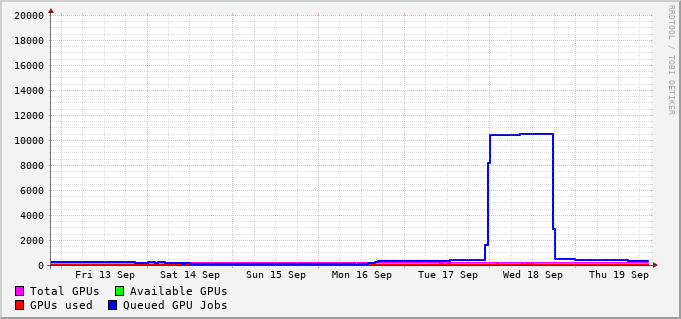 20000
18000
16000
14000
12000
10000
8000
6000
4000
2000
0
Fri 13 Sep Sat 14 Sep Sun 15 Sep Mon 16 Sep Tue 17 Sep Wed 18 Sep Thu 19 Sep
Total GPUs Available GPUs
GPUs used Queued GPU Jobs
RRDTOOL / TOBI OETIKER